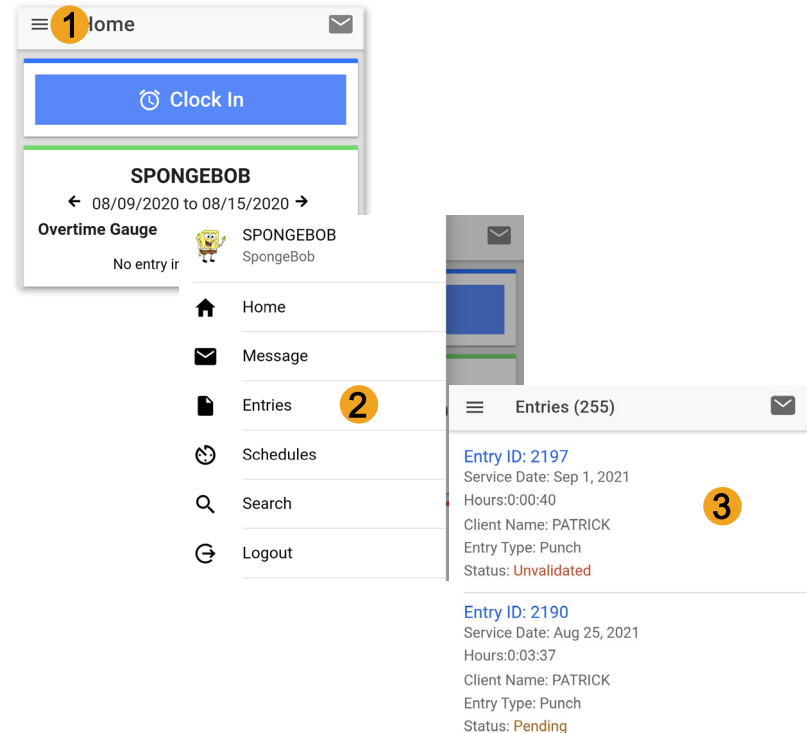 1 Home
Clock In
SPONGEBOB
08/09/2020 to 08/15/2020
Overtime Gauge
No entry in
SPONGEBOB
SpongeBob
Home
Message
Entries 2
Schedules
Search
Logout
Entries (255)
Entry ID: 2197
Service Date: Sep 1, 2021
Hours:0:00:40
3
Client Name: PATRICK
Entry Type: Punch
Status: Unvalidated
Entry ID: 2190
Service Date: Aug 25, 2021
Hours:0:03:37
Client Name: PATRICK
Entry Type: Punch
Status: Pending